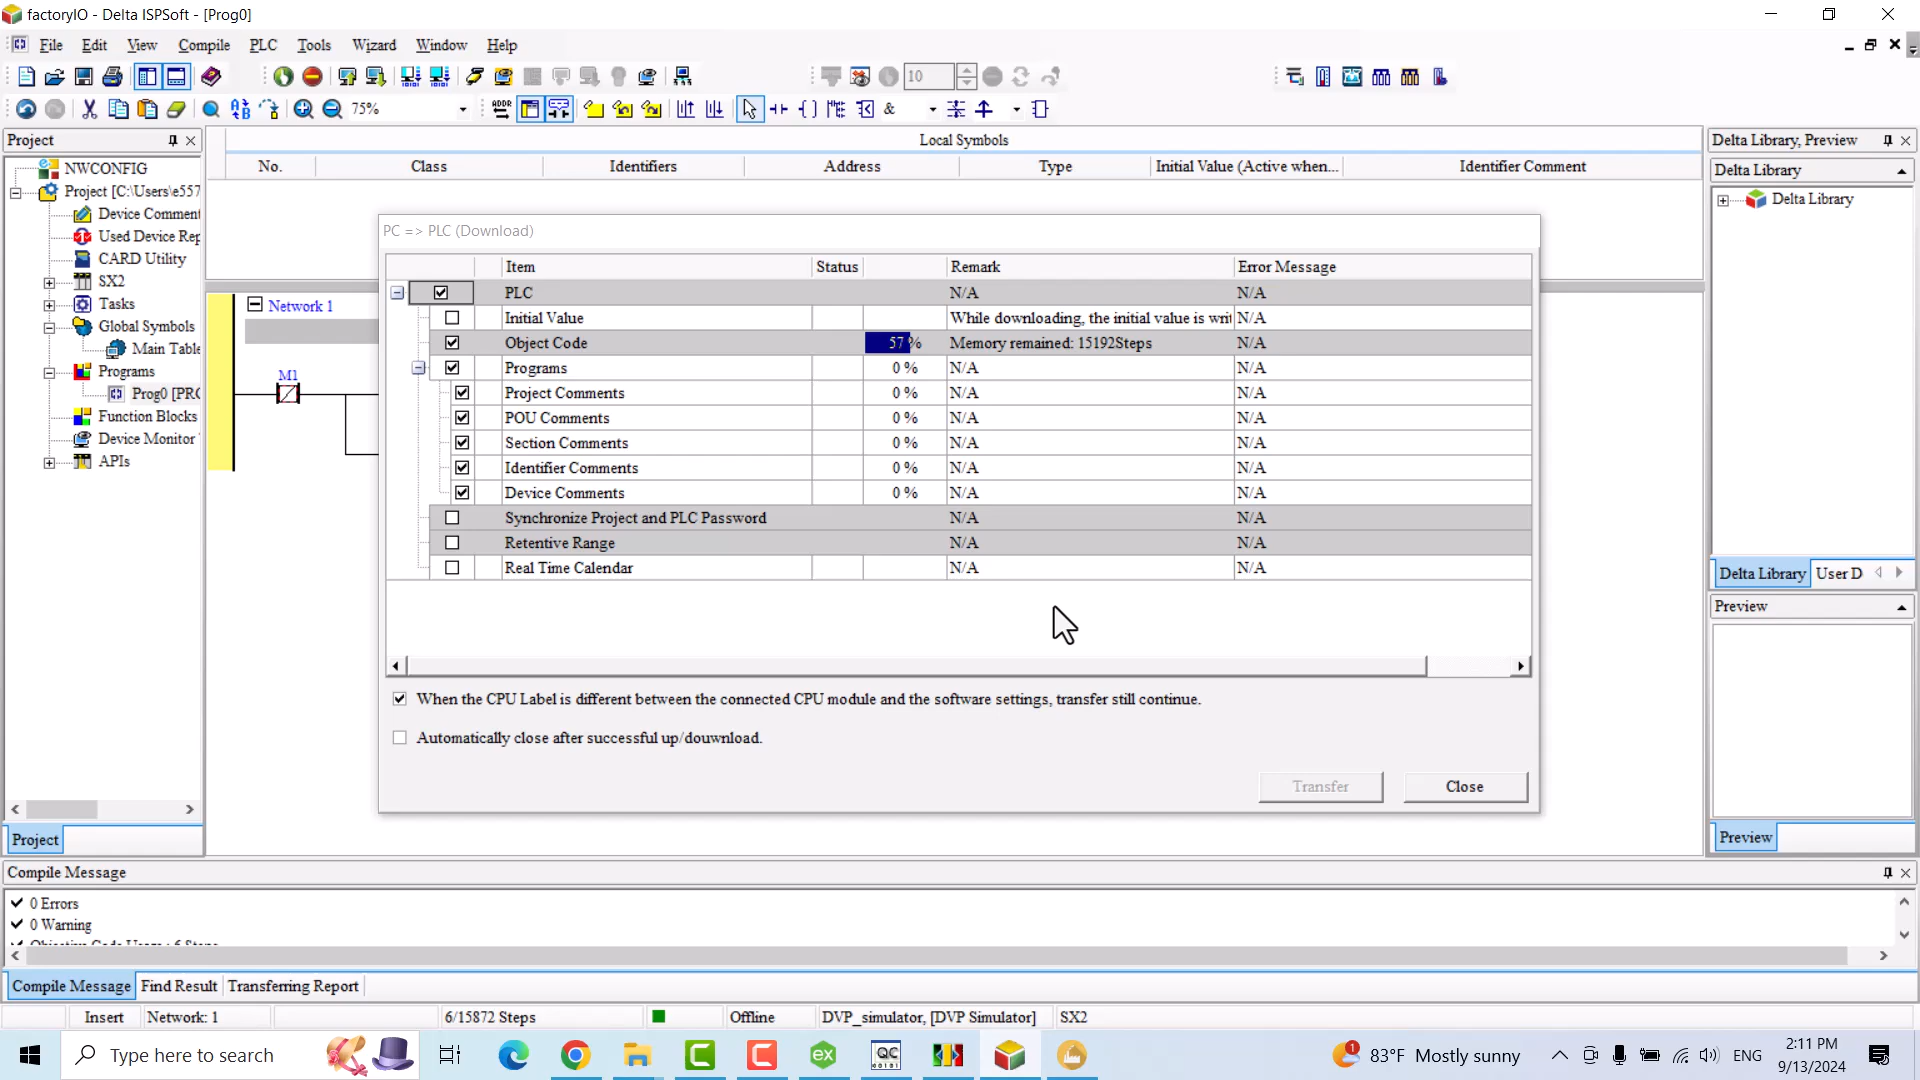 factoryIO - Delta ISPSoft - [Prog0]
File Edit View Compile PLC Tools Wizard Window Help
10
75%
ADDR
&
Project
NWCONFIG
Project [C:\Users\e557
Device Comment
Used Device Rep
CARD Utility
SX2
Tasks
Global Symbols
Main Table
Programs
Prog0 [PRG
Function Blocks
Device Monitor
APIs
Project
Local Symbols
No. Class Identifiers Address Type Initial Value (Active when... Identifier Comment
Network 1
M1
PC => PLC (Download)
Item Status Remark Error Message
PLC N/A N/A
Initial Value While downloading, the initial value is writ N/A
Object Code 57 % Memory remained: 15192Steps N/A
Programs 0 % N/A N/A
Project Comments 0 % N/A N/A
POU Comments 0 % N/A N/A
Section Comments 0 % N/A N/A
Identifier Comments 0 % N/A N/A
Device Comments 0 % N/A N/A
Synchronize Project and PLC Password N/A N/A
Retentive Range N/A N/A
Real Time Calendar N/A N/A
When the CPU Label is different between the connected CPU module and the software settings, transfer still continue.
Automatically close after successful up/douwnload.
Transfer Close
Delta Library, Preview
Delta Library
Delta Library
Delta Library User D
Preview
Preview
Compile Message
0 Errors
0 Warning
Compile Message Find Result Transferring Report
Insert Network: 1 6/15872 Steps Offline DVP_simulator, [DVP Simulator] SX2
Type here to search
ex
QC
1 83°F Mostly sunny ENG
2:11 PM
9/13/2024